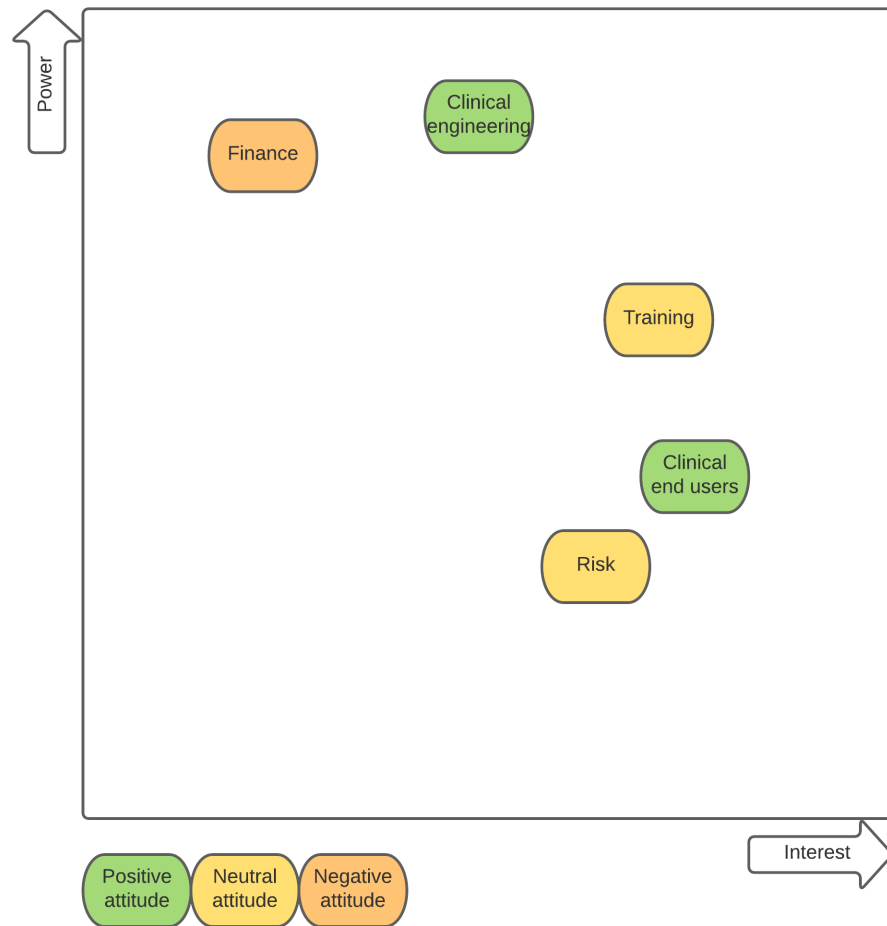 Power
Clinical
engineering
Finance
Training
Clinical
end users
Risk
Interest
Positive
attitude
Neutral
attitude
Negative
attitude